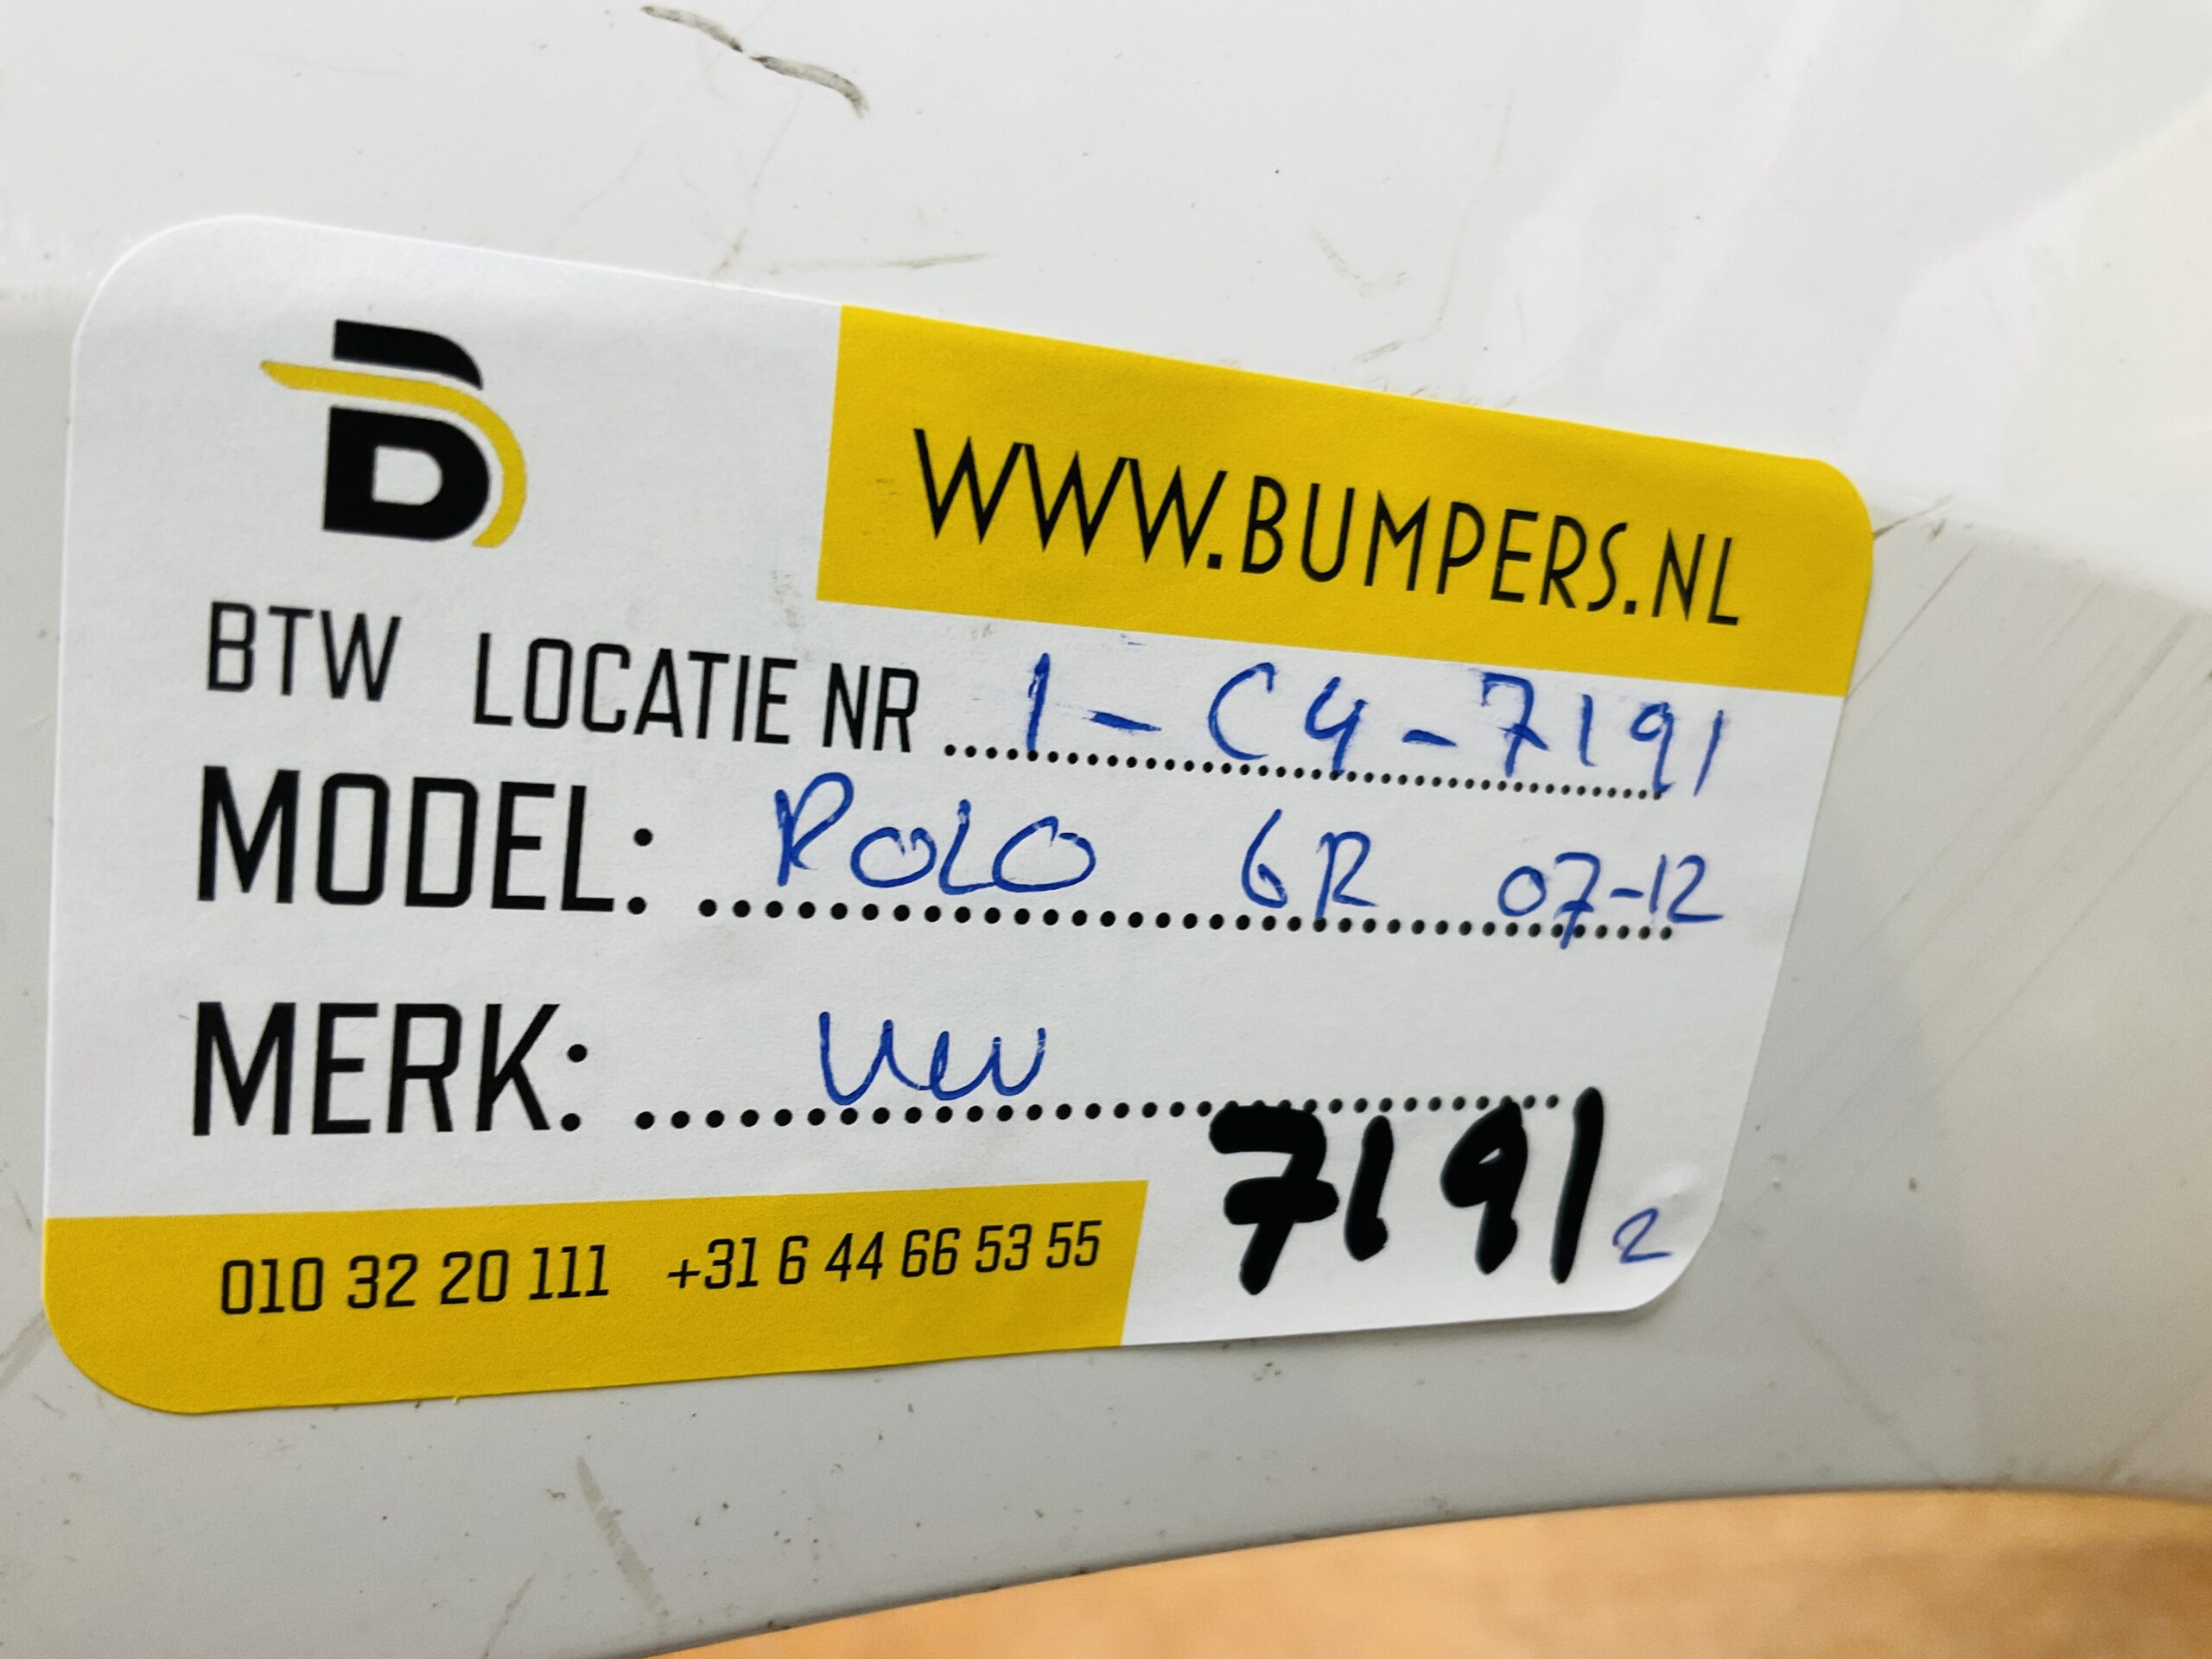 B
WWW.BUMPERS.NL
BTW LOCATIE NR 1-C4-7191
MODEL: POLO 6R 07-12
MERK: VW
7191 2
010 32 20 111 +31 6 44 66 53 55